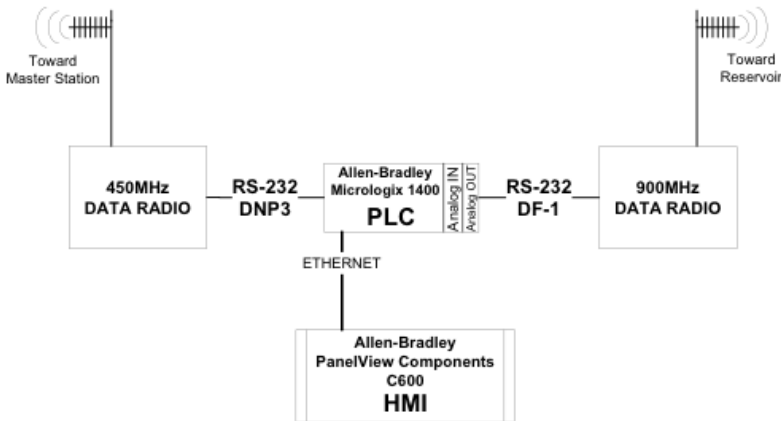 Toward
Master Station
Toward
Reservoir
450MHz
DATA RADIO
RS-232
DNP3
Allen-Bradley
Micrologix 1400
PLC
Analog IN
Analog OUT
RS-232
DF-1
900MHz
DATA RADIO
ETHERNET
Allen-Bradley
PanelView Components
C600
HMI